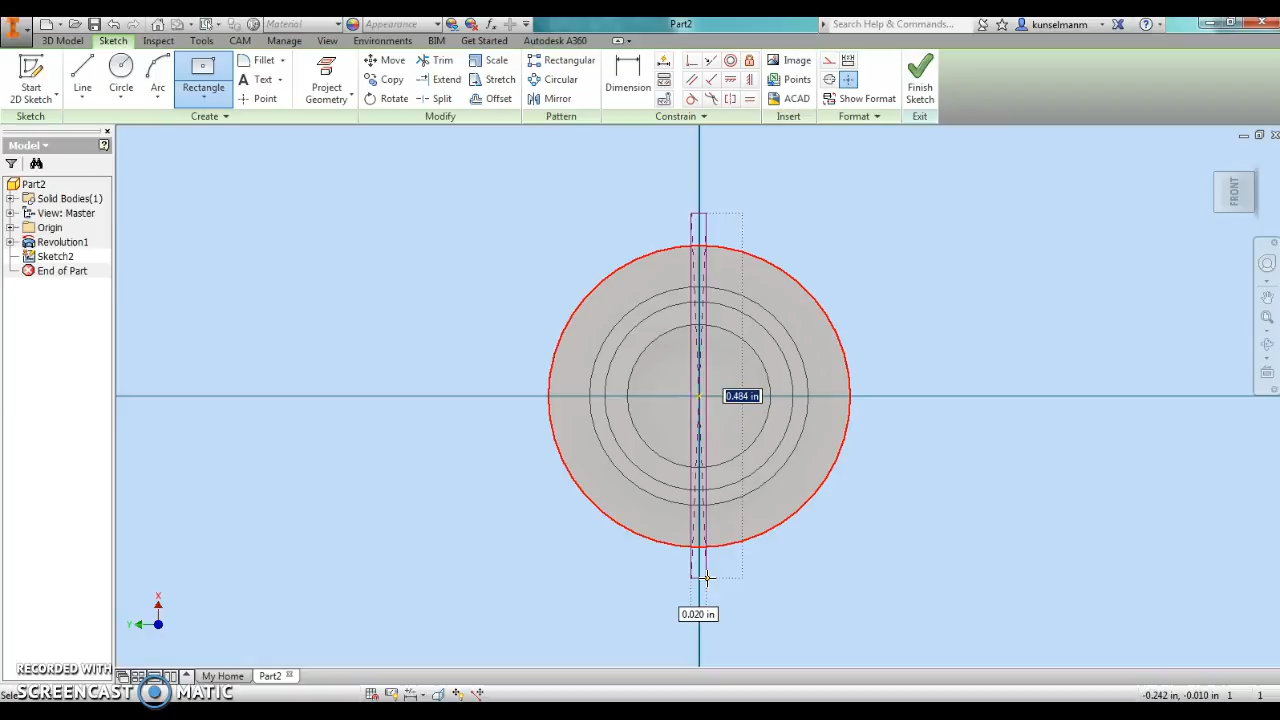 Material
Appearance
Part2
Search Help & Commands...
kunselmanm
3D Model Sketch Inspect Tools Manage View Environments BIM Get Started CAM Autodesk A360
Start
2D Sketch
Line
Circle
Arc
Rectangle
Fillet
Text
Point
Project
Geometry
Move
Copy
Rotate
Trim
Extend
Split
Scale
Stretch
Offset
Rectangular
Circular
Mirror
Dimension
Image
Points
ACAD
Show Format
Finish
Sketch
Sketch
Create
Modify
Pattern
Constrain
Insert
Format
Exit
Model
Part2
Solid Bodies(1)
View: Master
Origin
Revolution1
Sketch2
End of Part
FRONT
0.484 in
0.020 in
X
Y
RECORDED WITH
SCREENCAST MATIC
My Home
Part2
-0.242 in, -0.010 in 1 1